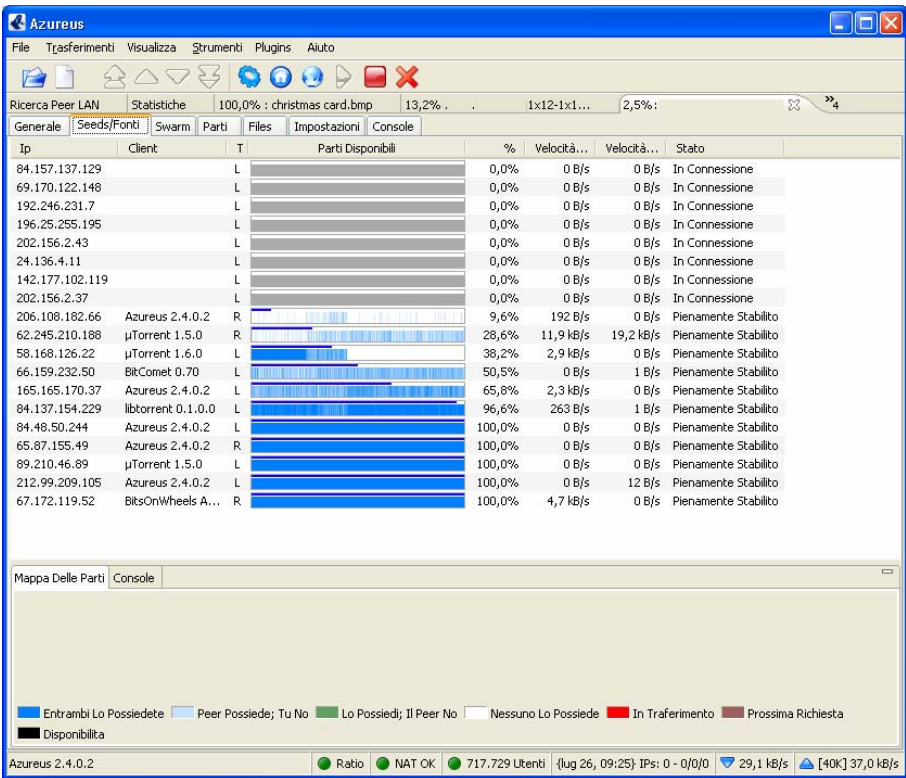 Azureus
File Trasferimenti Visualizza Strumenti Plugins Aiuto
Ricerca Peer LAN Statistiche 100,0% : christmas card.bmp 13,2% . . 1x12-1x1... 2,5%: »4
Generale Seeds/Fonti Swarm Parti Files Impostazioni Console
Ip Client T Parti Disponibili % Velocità... Velocità... Stato
84.157.137.129 L 0,0% 0 B/s 0 B/s In Connessione
69.170.122.148 L 0,0% 0 B/s 0 B/s In Connessione
192.246.231.7 L 0,0% 0 B/s 0 B/s In Connessione
196.25.255.195 L 0,0% 0 B/s 0 B/s In Connessione
202.156.2.43 L 0,0% 0 B/s 0 B/s In Connessione
24.136.4.11 L 0,0% 0 B/s 0 B/s In Connessione
142.177.102.119 L 0,0% 0 B/s 0 B/s In Connessione
202.156.2.37 L 0,0% 0 B/s 0 B/s In Connessione
206.108.182.66 Azureus 2.4.0.2 R 9,6% 192 B/s 0 B/s Pienamente Stabilito
62.245.210.188 µTorrent 1.5.0 R 28,6% 11,9 kB/s 19,2 kB/s Pienamente Stabilito
58.168.126.22 µTorrent 1.6.0 L 38,2% 2,9 kB/s 0 B/s Pienamente Stabilito
66.159.232.50 BitComet 0.70 L 50,5% 0 B/s 1 B/s Pienamente Stabilito
165.165.170.37 Azureus 2.4.0.2 L 65,8% 2,3 kB/s 0 B/s Pienamente Stabilito
84.137.154.229 libtorrent 0.1.0.0 L 96,6% 263 B/s 1 B/s Pienamente Stabilito
84.48.50.244 Azureus 2.4.0.2 L 100,0% 0 B/s 0 B/s Pienamente Stabilito
65.87.155.49 Azureus 2.4.0.2 R 100,0% 0 B/s 0 B/s Pienamente Stabilito
89.210.46.89 µTorrent 1.5.0 L 100,0% 0 B/s 0 B/s Pienamente Stabilito
212.99.209.105 Azureus 2.4.0.2 L 100,0% 0 B/s 12 B/s Pienamente Stabilito
67.172.119.52 BitsOnWheels A... R 100,0% 4,7 kB/s 0 B/s Pienamente Stabilito
Mappa Delle Parti Console
Entrambi Lo Possiedete Peer Possiede; Tu No Lo Possiedi; Il Peer No Nessuno Lo Possiede In Traferimento Prossima Richiesta
Disponibilita
Azureus 2.4.0.2 Ratio NAT OK 717.729 Utenti {lug 26, 09:25} IPs: 0 - 0/0/0 29,1 kB/s [40K] 37,0 kB/s